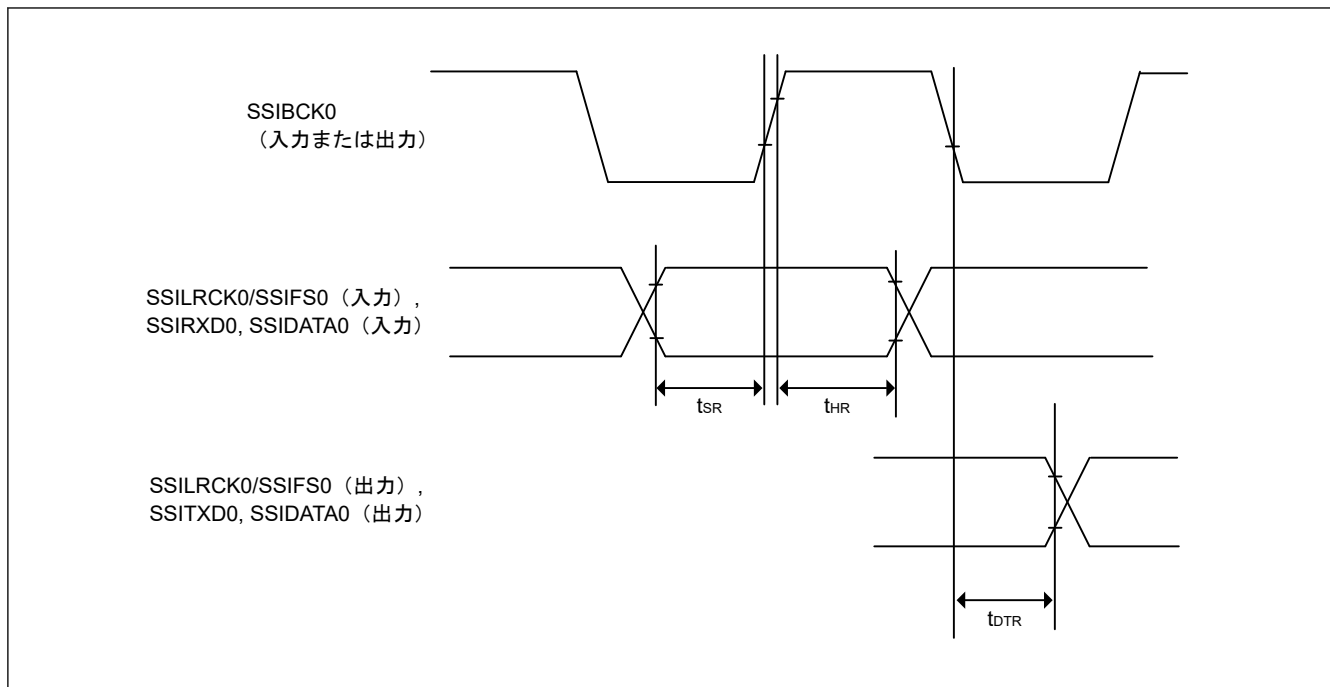 SSIBCK0
（入力または出力）
SSILRCK0/SSIFS0（入力）,
SSIRXD0, SSIDATA0（入力）
tSR
tHR
SSILRCK0/SSIFS0（出力）,
SSITXD0, SSIDATA0（出力）
tDTR